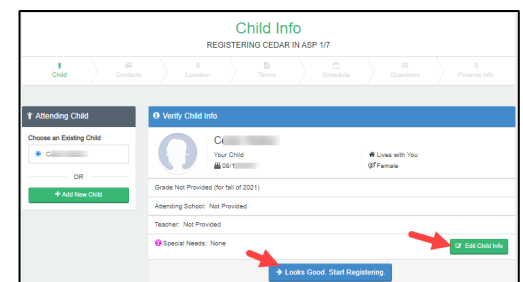 Child Info
REGISTERING CEDAR IN ASP 1/7
Child
Contacts
Location
Terms
Schedule
Questions
Finance Info
Attending Child
Choose an Existing Child
OR
+ Add New Child
Verify Child Info
Your Child
Lives with You
Female
Grade Not Provided (for fall of 2021)
Attending School: Not Provided
Teacher: Not Provided
Special Needs: None
Edit Child Info
Looks Good. Start Registering.